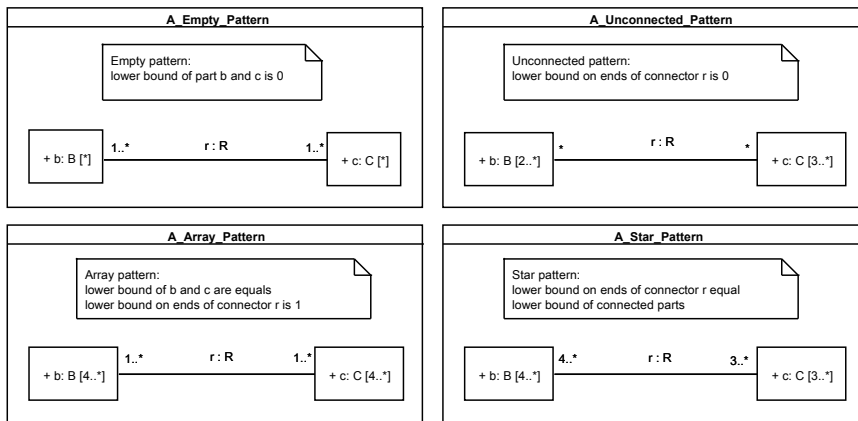 A_Empty_Pattern
Empty pattern:
lower bound of part b and c is 0
1..* r : R 1..*
+ b: B [*] + c: C [*]
A_Unconnected_Pattern
Unconnected pattern:
lower bound on ends of connector r is 0
* r : R *
+ b: B [2..*] + c: C [3..*]
A_Array_Pattern
Array pattern:
lower bound of b and c are equals
lower bound on ends of connector r is 1
1..* r : R 1..*
+ b: B [4..*] + c: C [4..*]
A_Star_Pattern
Star pattern:
lower bound on ends of connector r equal
lower bound of connected parts
4..* r : R 3..*
+ b: B [4..*] + c: C [3..*]